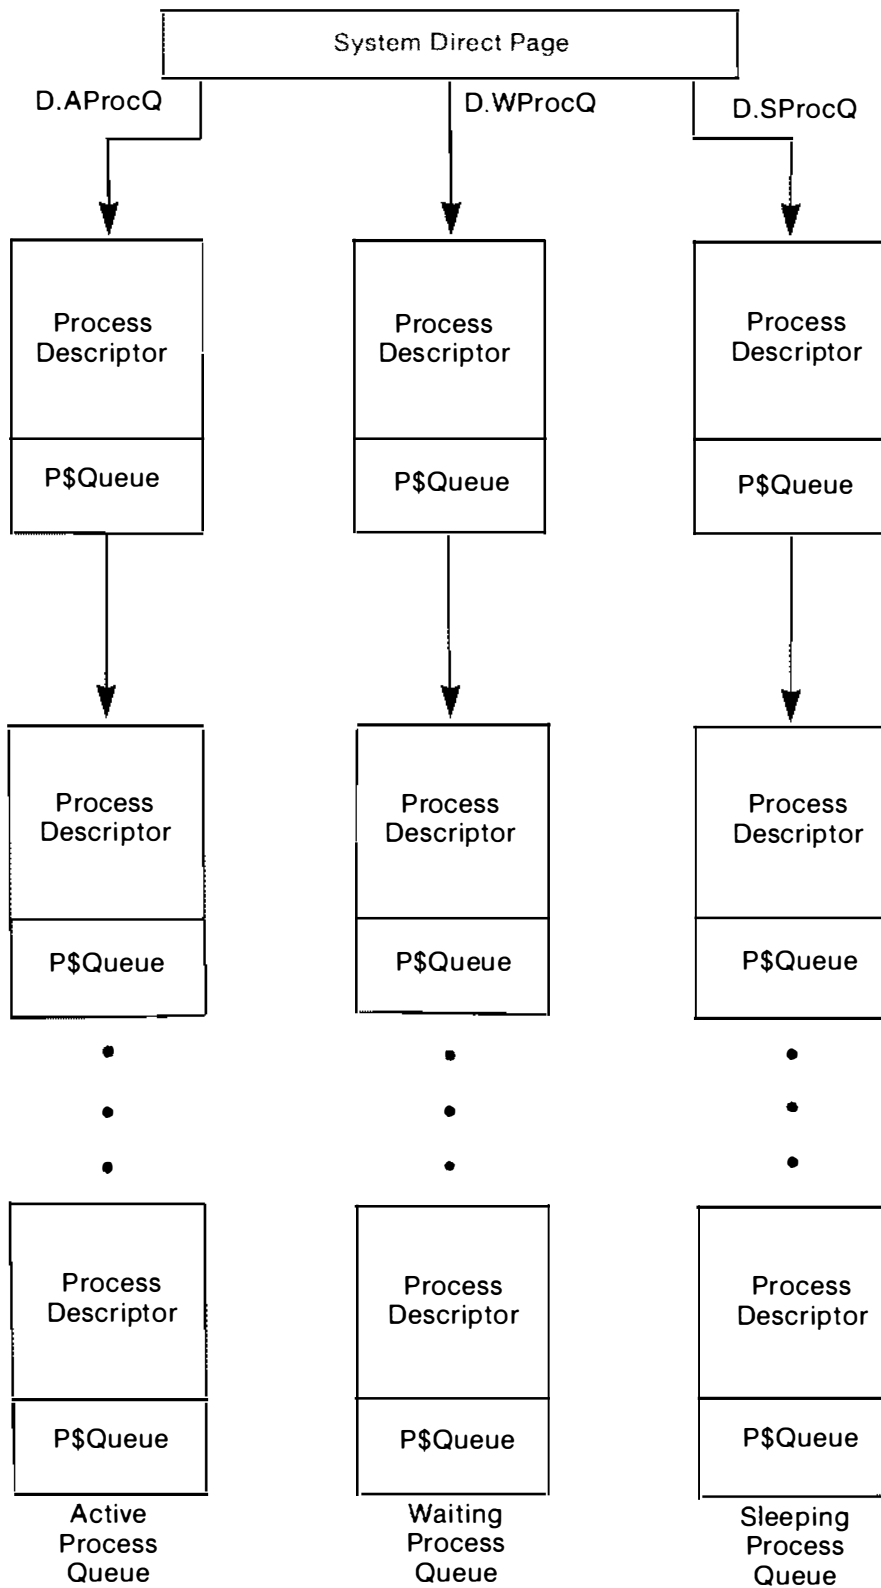 System Direct Page
D.AProcQ
D.WProcQ
D.SProcQ
Process
Descriptor
Process
Descriptor
Process
Descriptor
P$Queue
P$Queue
P$Queue
Process
Descriptor
Process
Descriptor
Process
Descriptor
P$Queue
P$Queue
P$Queue
Process
Descriptor
Process
Descriptor
Process
Descriptor
P$Queue
P$Queue
P$Queue
Active
Process
Queue
Waiting
Process
Queue
Sleeping
Process
Queue